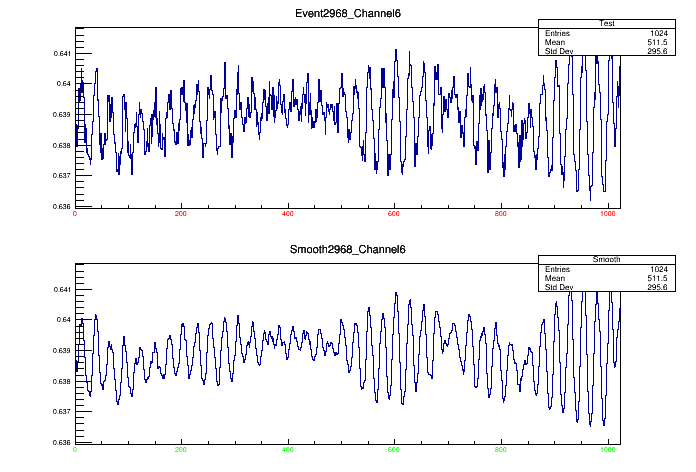 Event2968_Channel6
Test
Entries 1024
Mean 511.5
Std Dev 295.6
0.641
0.64
0.639
0.638
0.637
0.636
0 200 400 600 800 1000
Smooth2968_Channel6
Smooth
Entries 1024
Mean 511.5
Std Dev 295.6
0.641
0.64
0.639
0.638
0.637
0.636
0 200 400 600 800 1000